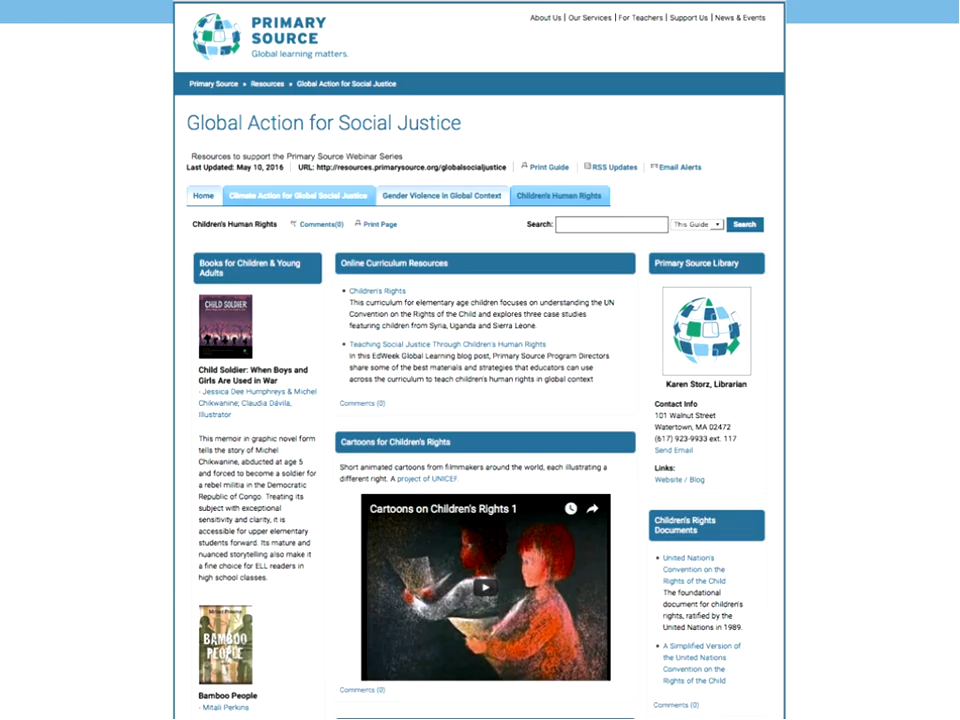 PRIMARY
SOURCE
Global learning matters.
About Us | Our Services | For Teachers | Support Us | News & Events
Primary Source » Resources » Global Action for Social Justice
Global Action for Social Justice
Resources to support the Primary Source Webinar Series
Last Updated: May 10, 2016 | URL: http://resources.primarysource.org/globalsocialjustice | Print Guide | RSS Updates | Email Alerts
Home Climate Action for Global Social Justice Gender Violence in Global Context Children's Human Rights
Children's Human Rights Comments(0) Print Page Search: This Guide Search
Books for Children & Young
Adults
CHILD SOLDIER
Child Soldier: When Boys and
Girls Are Used in War
- Jessica Dee Humphreys & Michel
Chikwanine; Claudia Dávila,
Illustrator
This memoir in graphic novel form
tells the story of Michel
Chikwanine, abducted at age 5
and forced to become a soldier for
a rebel militia in the Democratic
Republic of Congo. Treating its
subject with exceptional
sensitivity and clarity, it is
accessible for upper elementary
students forward. Its mature and
nuanced storytelling also make it
a fine choice for ELL readers in
high school classes.
Mitali Perkins
BAMBOO
PEOPLE
Bamboo People
- Mitali Perkins
Online Curriculum Resources
• Children's Rights
This curriculum for elementary age children focuses on understanding the UN
Convention on the Rights of the Child and explores three case studies
featuring children from Syria, Uganda and Sierra Leone.
• Teaching Social Justice Through Children's Human Rights
In this EdWeek Global Learning blog post, Primary Source Program Directors
share some of the best materials and strategies that educators can use
across the curriculum to teach children's human rights in global context
Comments (0)
Cartoons for Children's Rights
Short animated cartoons from filmmakers around the world, each illustrating a
different right. A project of UNICEF.
Cartoons on Children's Rights 1
Comments (0)
Primary Source Library
Karen Storz, Librarian
Contact Info
101 Walnut Street
Watertown, MA 02472
(617) 923-9933 ext. 117
Send Email
Links:
Website / Blog
Children's Rights
Documents
• United Nation's
Convention on the
Rights of the Child
The foundational
document for children's
rights, ratified by the
United Nations in 1989.
• A Simplified Version of
the United Nations
Convention on the
Rights of the Child
Comments (0)